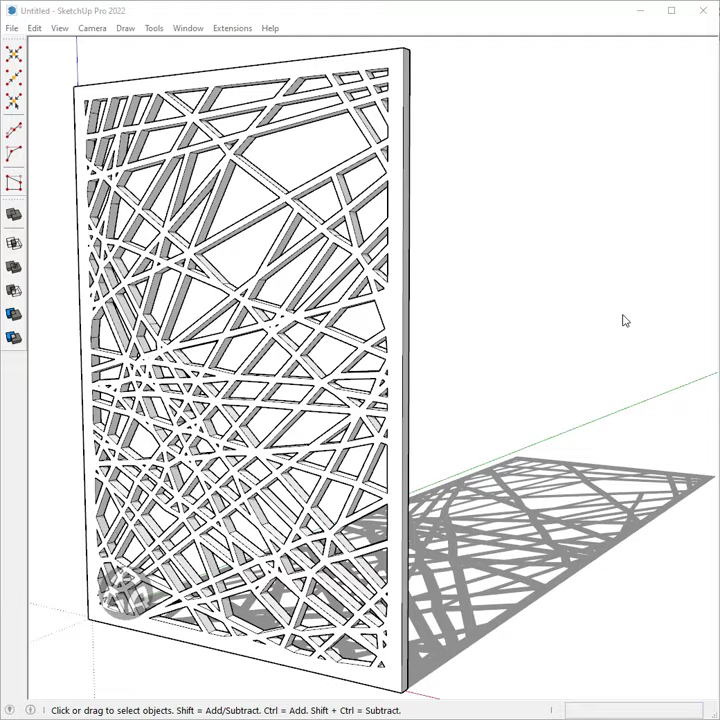 Untitled - SketchUp Pro 2022
File Edit View Camera Draw Tools Window Extensions Help
Click or drag to select objects. Shift = Add/Subtract. Ctrl = Add. Shift + Ctrl = Subtract.